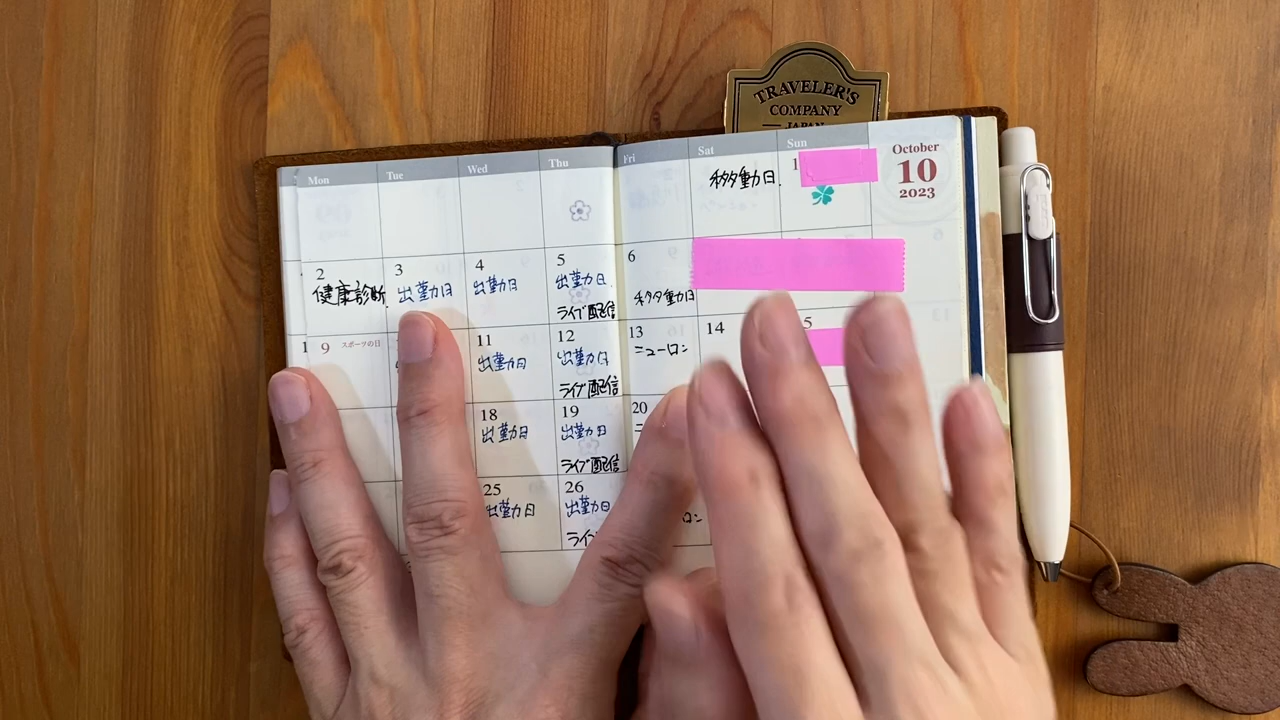 TRAVELER'S
COMPANY
JAPAN
Mon Tue Wed Thu Fri Sat Sun
October
10
2023
移動日 1
2 3 4 5 6
健康診断 出勤日 出勤日 出勤日
ライブ配信 移動日
9 スポーツの日 11 12 13 14
出勤日 出勤日 ニューロン
ライブ配信
18 19 20
出勤日 出勤日
ライブ配信
25 26
出勤日 出勤日